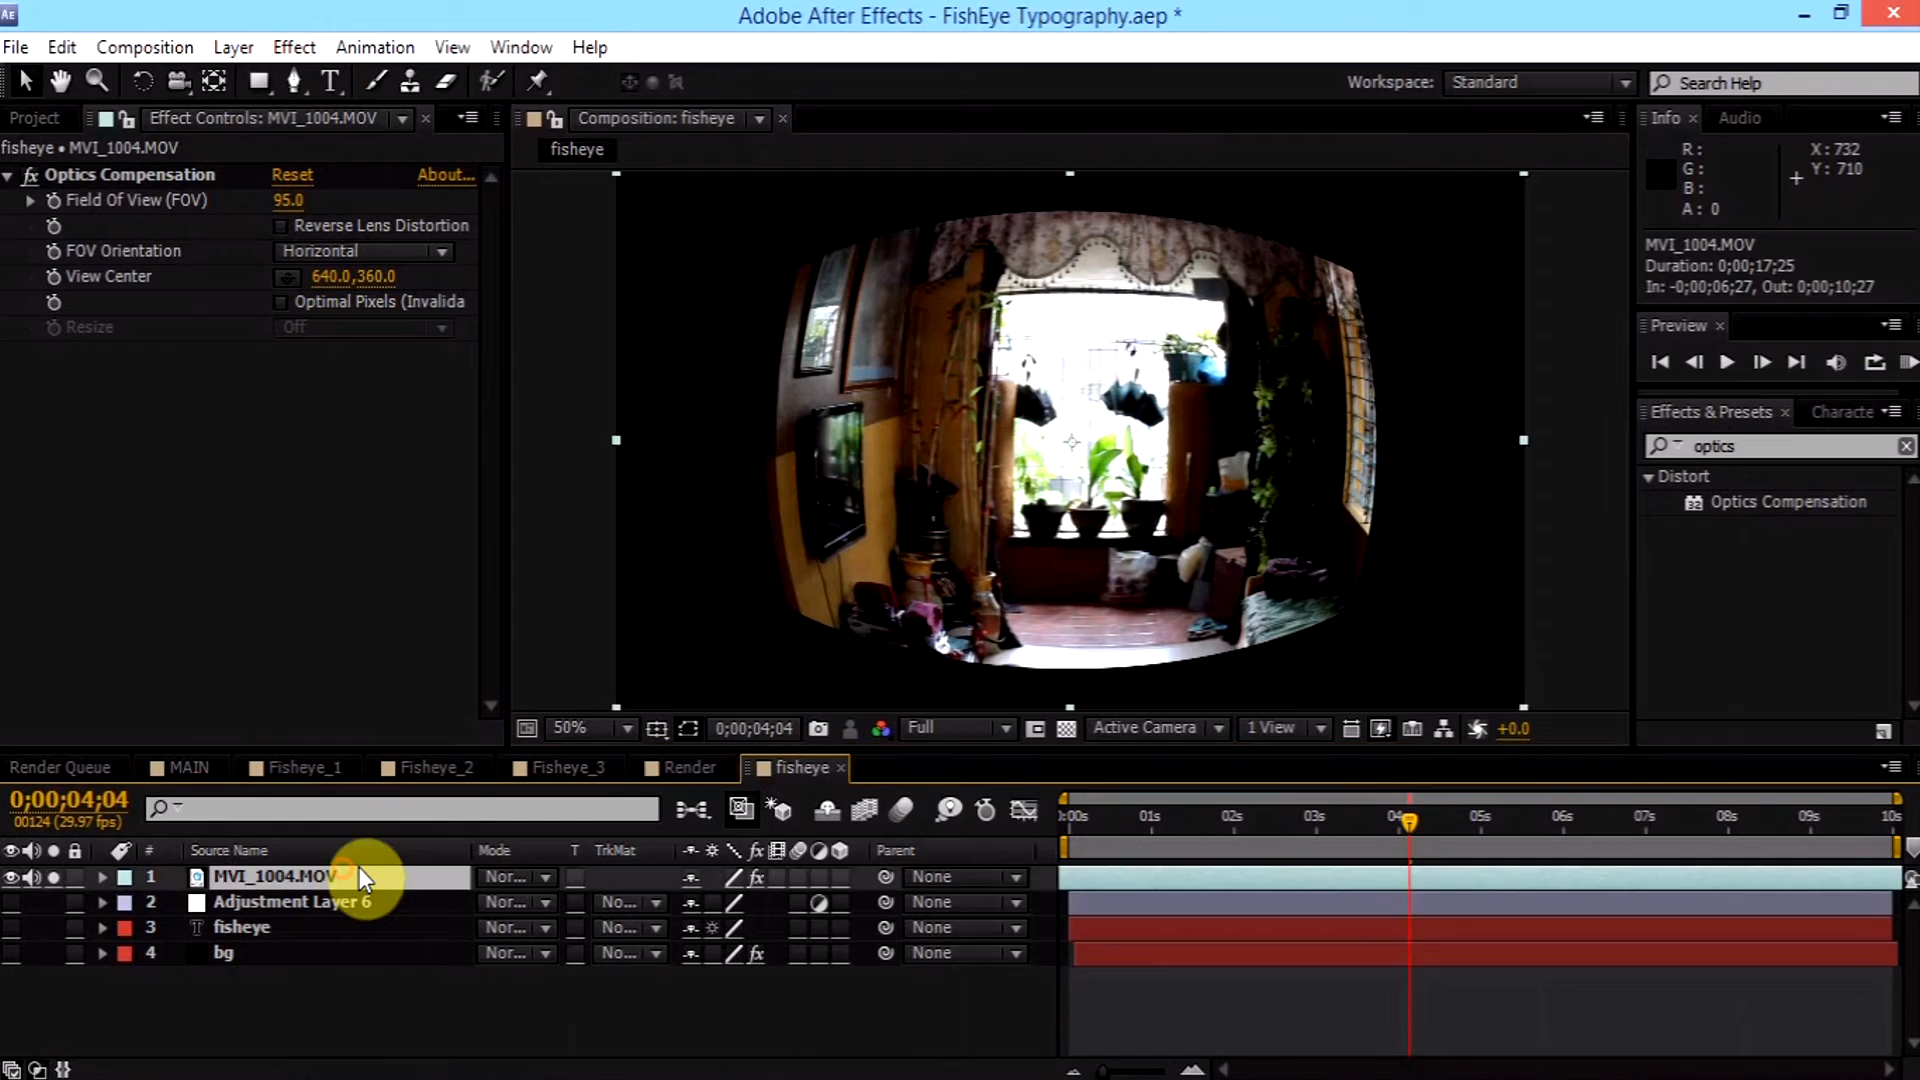 Adobe After Effects - FishEye Typography.aep *
File Edit Composition Layer Effect Animation View Window Help
Workspace: Standard Search Help
Project Effect Controls: MVI_1004.MOV
fisheye • MVI_1004.MOV
Optics Compensation Reset About...
Field Of View (FOV) 95.0
Reverse Lens Distortion
FOV Orientation Horizontal
View Center 640.0,360.0
Optimal Pixels (Invalida
Resize Off
Composition: fisheye
fisheye
Info Audio
R: X: 732
G: Y: 710
B:
A: 0
MVI_1004.MOV
Duration: 0;00;17;25
In: -0;00;06;27, Out: 0;00;10;27
Preview
Effects & Presets Characte
optics
Distort
Optics Compensation
50% 0;00;04;04 Full Active Camera 1 View +0.0
Render Queue MAIN Fisheye_1 Fisheye_2 Fisheye_3 Render fisheye
0;00;04;04
00124 (29.97 fps)
:00s 01s 02s 03s 04s 05s 06s 07s 08s 09s 10s
# Source Name Mode T TrkMat fx Parent
1 MVI_1004.MOV Nor... fx None
2 Adjustment Layer 6 Nor... No... None
3 T fisheye Nor... No... None
4 bg Nor... No... fx None